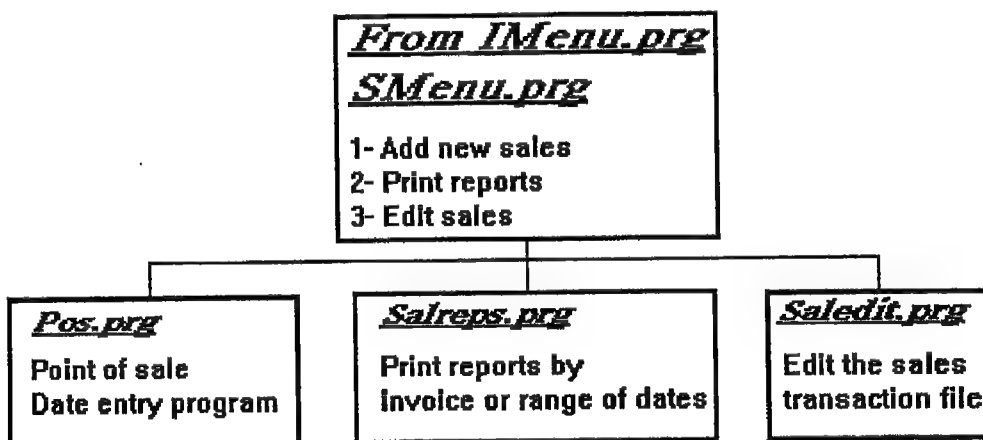 From IMenu.prg
SMenu.prg
1- Add new sales
2- Print reports
3- Edit sales
Pos.prg
Point of sale
Date entry program
Salreps.prg
Print reports by
invoice or range of dates
Saledit.prg
Edit the sales
transaction file